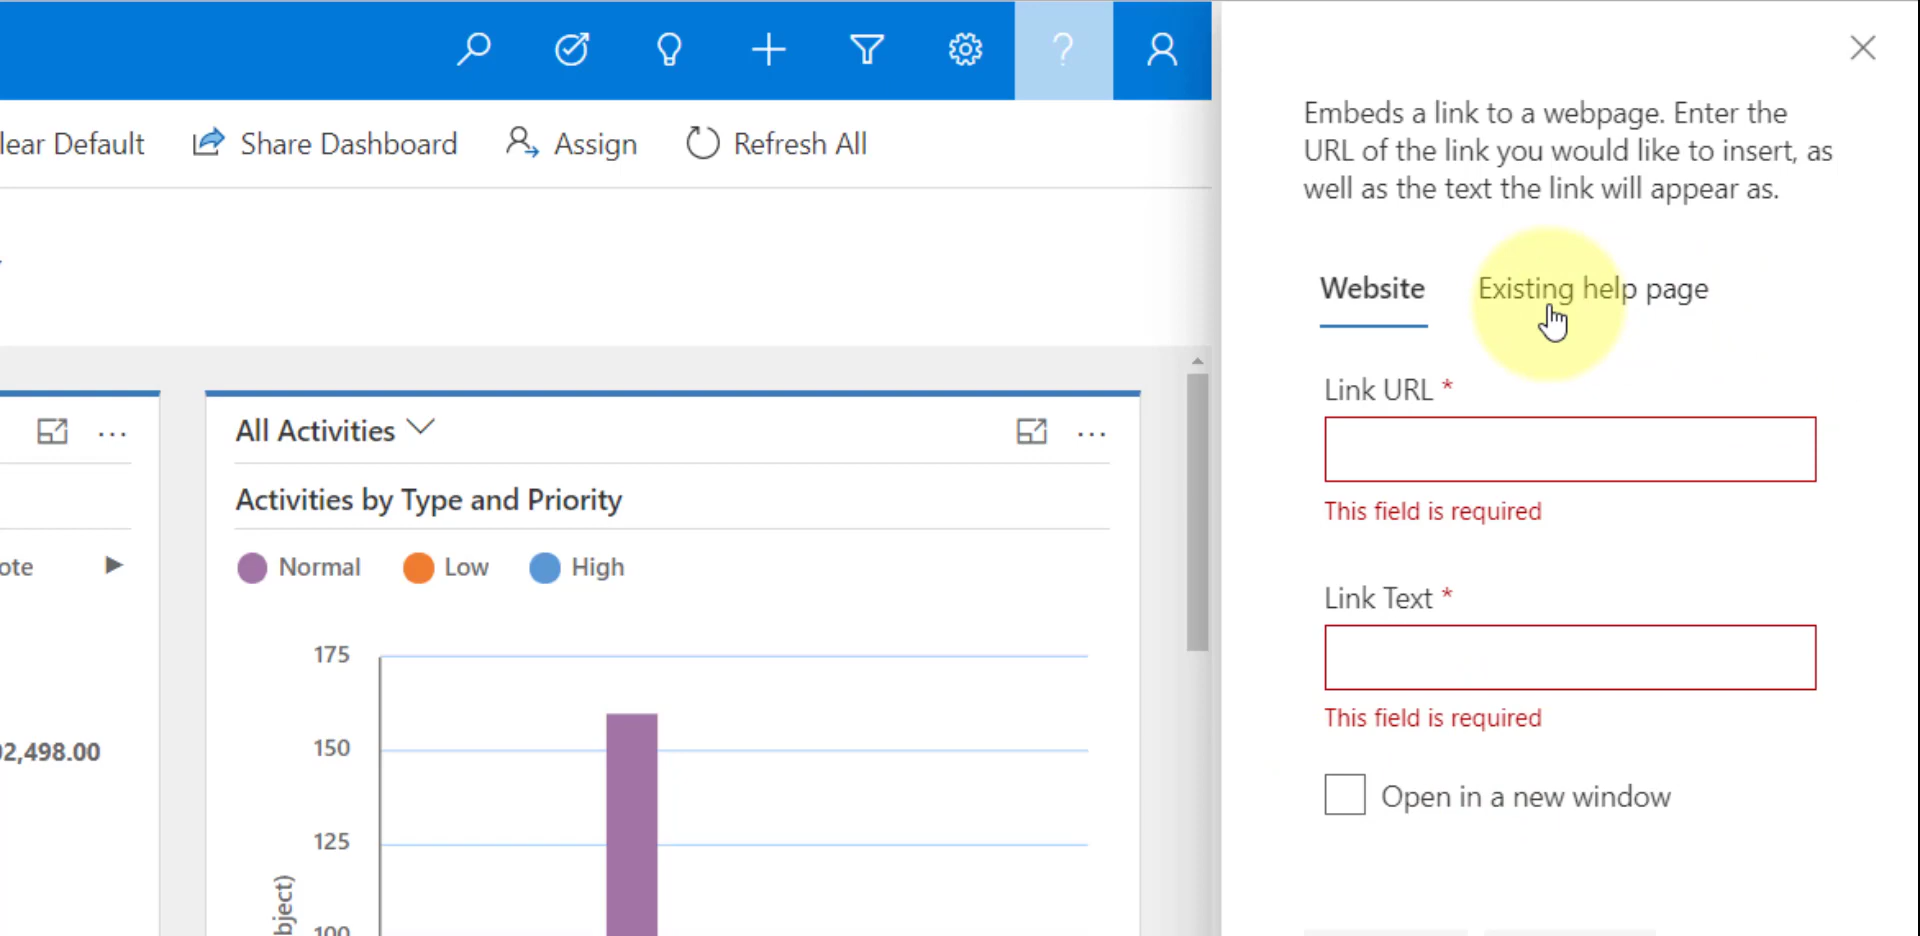 lear Default
Share Dashboard
Assign
Refresh All
Embeds a link to a webpage. Enter the
URL of the link you would like to insert, as
well as the text the link will appear as.
Website
Existing help page
Link URL *
This field is required
Link Text *
This field is required
Open in a new window
ote
02,498.00
All Activities
Activities by Type and Priority
Normal
Low
High
175
150
125
100
bject)